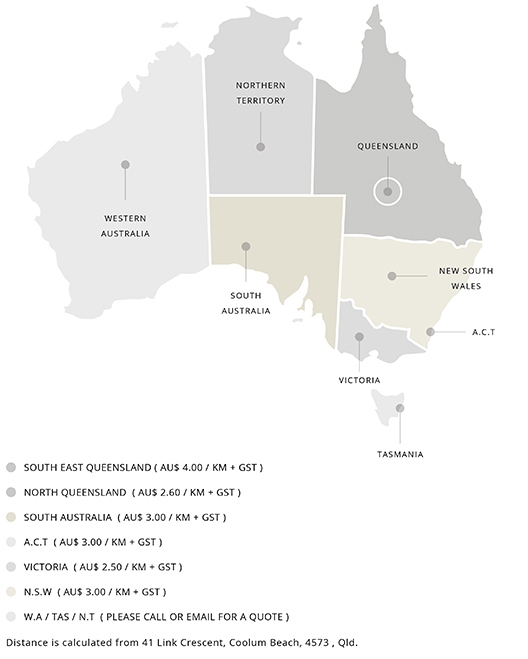 NORTHERN
TERRITORY
QUEENSLAND
WESTERN
AUSTRALIA
NEW SOUTH
WALES
SOUTH
AUSTRALIA
A.C.T
VICTORIA
TASMANIA
SOUTH EAST QUEENSLAND ( AU$ 4.00 / KM + GST )
NORTH QUEENSLAND ( AU$ 2.60 / KM + GST )
SOUTH AUSTRALIA ( AU$ 3.00 / KM + GST )
A.C.T ( AU$ 3.00 / KM + GST )
VICTORIA ( AU$ 2.50 / KM + GST )
N.S.W ( AU$ 3.00 / KM + GST )
W.A / TAS / N.T ( PLEASE CALL OR EMAIL FOR A QUOTE )
Distance is calculated from 41 Link Crescent, Coolum Beach, 4573 , Qld.